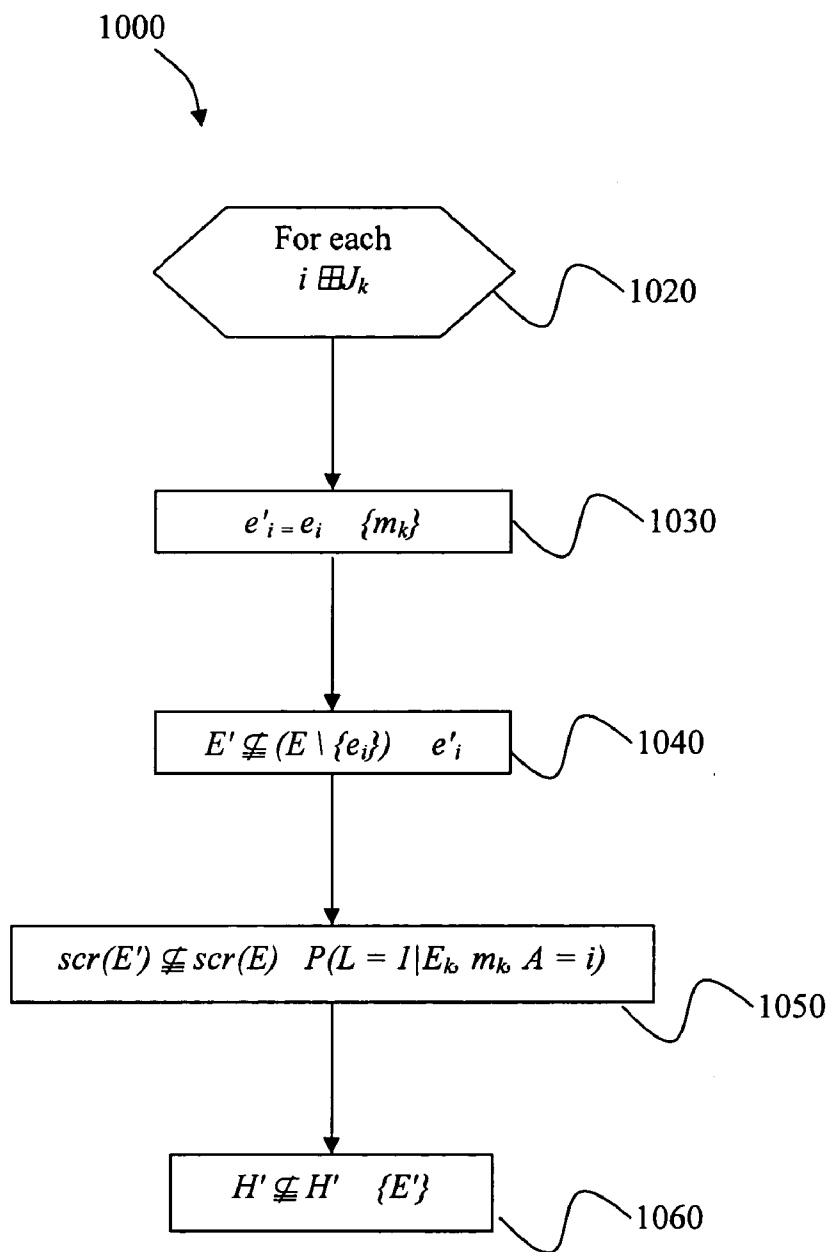 1000
For each
i ⊞J_k
1020
e'_i = e_i {m_k}
1030
E' ⫋ (E \ {e_i}) e'_i
1040
scr(E') ⫋ scr(E) P(L = 1|E_k, m_k, A = i)
1050
H' ⫋ H' {E'}
1060